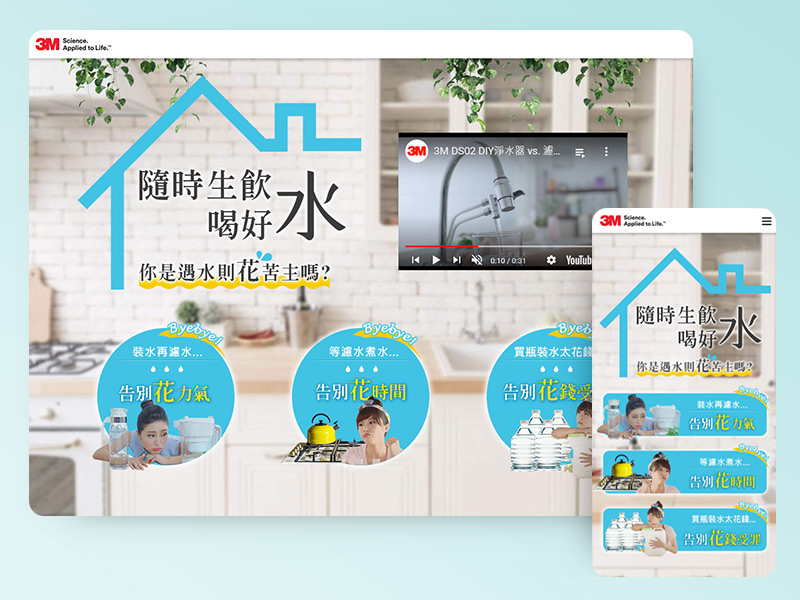 3M Science.
Applied to Life.™
隨時生飲
喝好水
你是遇水則花苦主嗎?
3M 3M DS02 DIY淨水器 vs. 濾...
0:10 / 0:31
YouTub
Byebye!
裝水再濾水...
告別花力氣
Byebye!
等濾水煮水...
告別花時間
Byeb
買瓶裝水太花錢
告別花錢受
3M Science.
Applied to Life.™
隨時生飲
喝好水
你是遇水則花苦主嗎?
Byebye!
裝水再濾水...
告別花力氣
Byebye!
等濾水煮水...
告別花時間
Byebye!
買瓶裝水太花錢...
告別花錢受罪